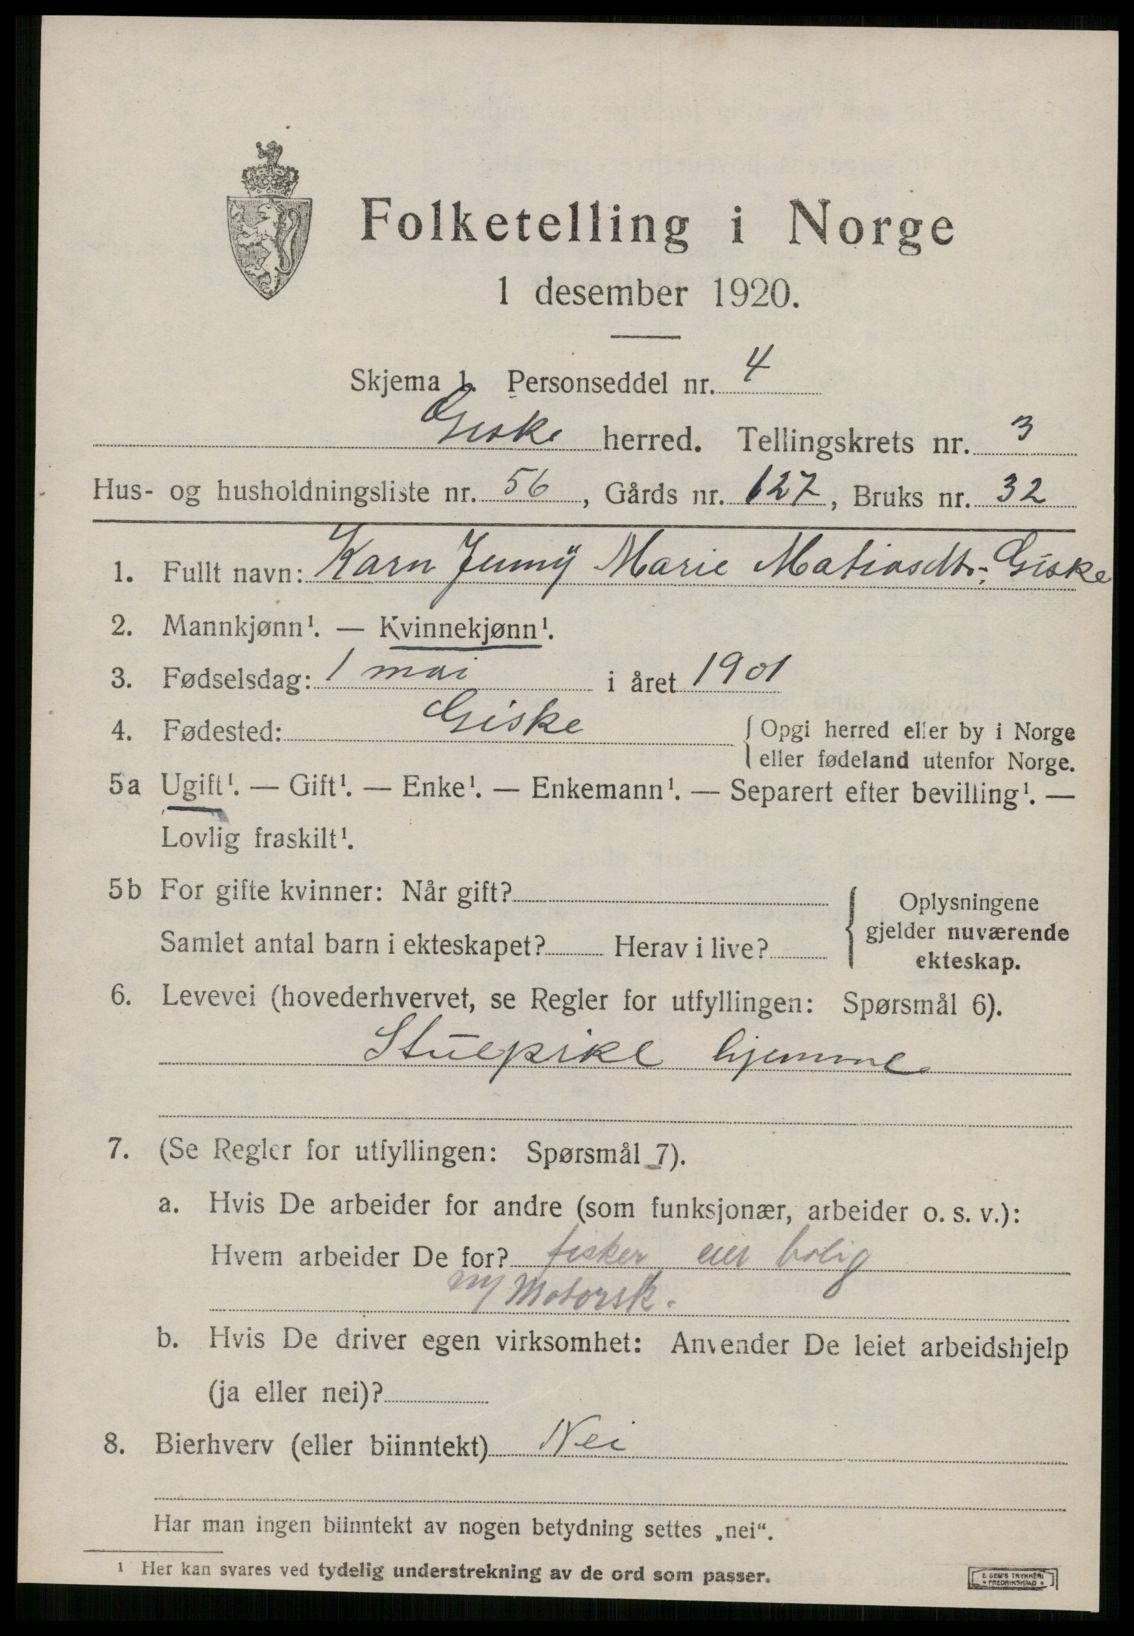 Folketelling i Norge
1 desember 1920.
Skjema 1. Personseddel nr. 4
Giske herred. Tellingskrets nr. 3
Hus- og husholdningsliste nr. 56, Gårds nr. 127, Bruks nr. 32
1. Fullt navn: Karn Jenny Marie Matiasdtr. Giske
2. Mannkjønn¹. — Kvinnekjønn¹.
3. Fødselsdag: 1 mai i året 1901
4. Fødested: Giske { Opgi herred eller by i Norge
eller fødeland utenfor Norge.
5a Ugift¹. — Gift¹. — Enke¹. — Enkemann¹. — Separert efter bevilling¹. —
Lovlig fraskilt¹.
5b For gifte kvinner: Når gift?
Samlet antal barn i ekteskapet? Herav i live?
{ Oplysningene
gjelder nuværende
ekteskap.
6. Levevei (hovederhvervet, se Regler for utfyllingen: Spørsmål 6).
Stuepike hjemme
7. (Se Regler for utfyllingen: Spørsmål 7).
a. Hvis De arbeider for andre (som funksjonær, arbeider o. s. v.):
Hvem arbeider De for? fisker eier bolig
m/ Motorsk.
b. Hvis De driver egen virksomhet: Anvender De leiet arbeidshjelp
(ja eller nei)?
8. Bierhverv (eller biinntekt) Nei
Har man ingen biinntekt av nogen betydning settes „nei“.
¹ Her kan svares ved tydelig understrekning av de ord som passer.
TRYKKERI
FREDRIKSTAD